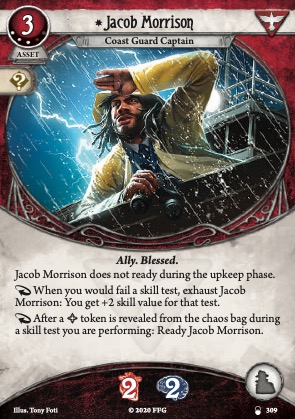 3
* Jacob Morrison
ASSET
Coast Guard Captain
?
Ally. Blessed.
Jacob Morrison does not ready during the upkeep phase.
When you would fail a skill test, exhaust Jacob
Morrison: You get +2 skill value for that test.
After a token is revealed from the chaos bag during
a skill test you are performing: Ready Jacob Morrison.
2 2
Illus. Tony Foti
© 2020 FFG
309